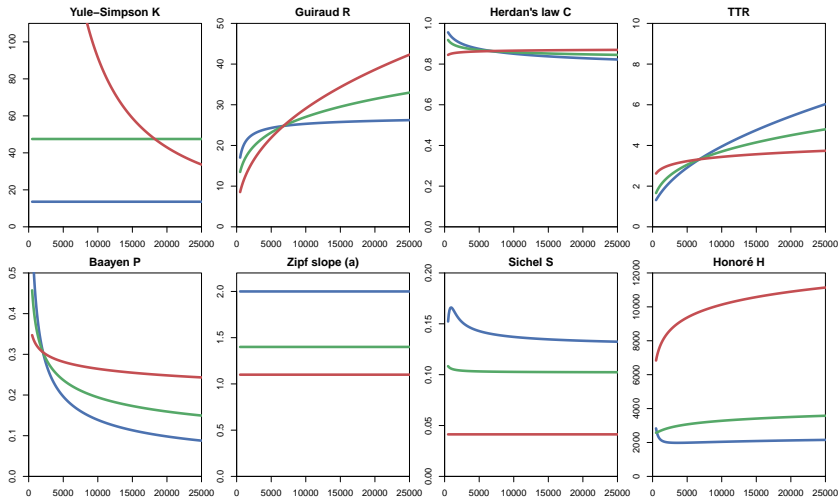 Yule−Simpson K
Guiraud R
Herdan's law C
TTR
0 20 40 60 80 100
0 5000 10000 15000 20000 25000
0 10 20 30 40 50
0 5000 10000 15000 20000 25000
0.0 0.2 0.4 0.6 0.8 1.0
0 5000 10000 15000 20000 25000
0 2 4 6 8 10
0 5000 10000 15000 20000 25000
Baayen P
Zipf slope (a)
Sichel S
Honoré H
0.0 0.1 0.2 0.3 0.4 0.5
0 5000 10000 15000 20000 25000
0.0 0.5 1.0 1.5 2.0
0 5000 10000 15000 20000 25000
0.00 0.05 0.10 0.15 0.20
0 5000 10000 15000 20000 25000
0 2000 4000 6000 8000 10000 12000
0 5000 10000 15000 20000 25000